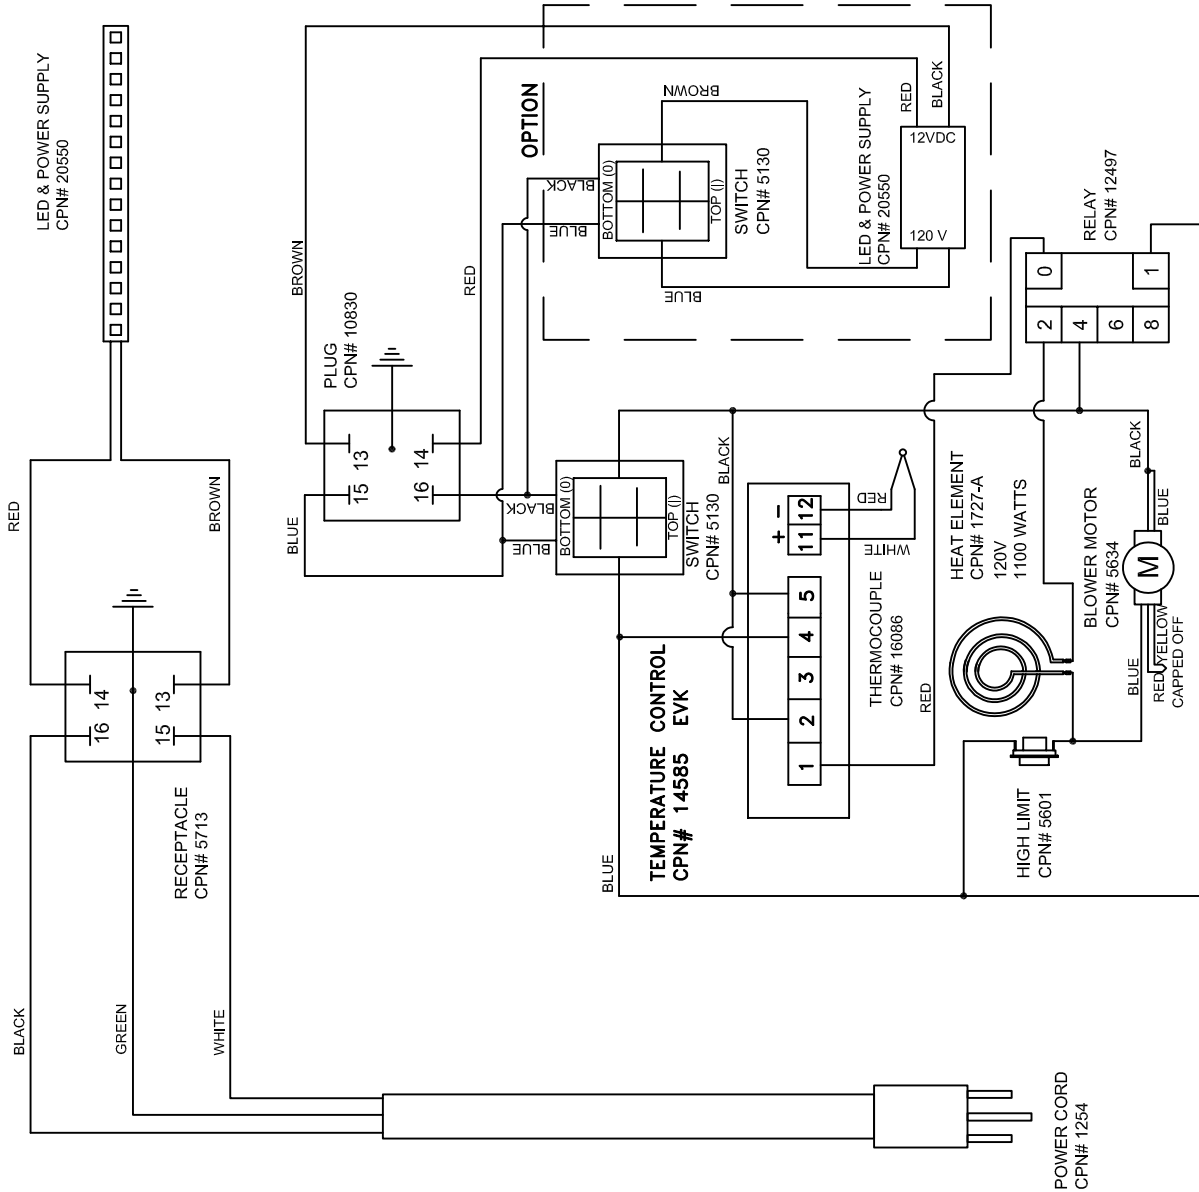 LED & POWER SUPPLY
CPN# 20550
RED
BROWN
14
13
16
15
RECEPTACLE
CPN# 5713
BLACK
GREEN
WHITE
POWER CORD
CPN# 1254
BROWN
RED
PLUG
CPN# 10830
13
14
15
16
BLUE
OPTION
BLACK
BLUE
BOTTOM (0)
TOP (|)
SWITCH
CPN# 5130
BROWN
BLUE
LED & POWER SUPPLY
CPN# 20550
RED
BLACK
12VDC
120 V
BLACK
BLUE
BOTTOM (0)
TOP (|)
SWITCH
CPN# 5130
BLACK
RELAY
CPN# 12497
0
1
2
4
6
8
BLUE
TEMPERATURE CONTROL
CPN# 14585 EVK
+ -
11 12
1 2 3 4 5
RED
WHITE
THERMOCOUPLE
CPN# 16086
RED
HEAT ELEMENT
CPN# 1727-A
120V
1100 WATTS
HIGH LIMIT
CPN# 5601
BLOWER MOTOR
CPN# 5634
BLACK
BLUE
M
BLUE
RED
YELLOW
CAPPED OFF